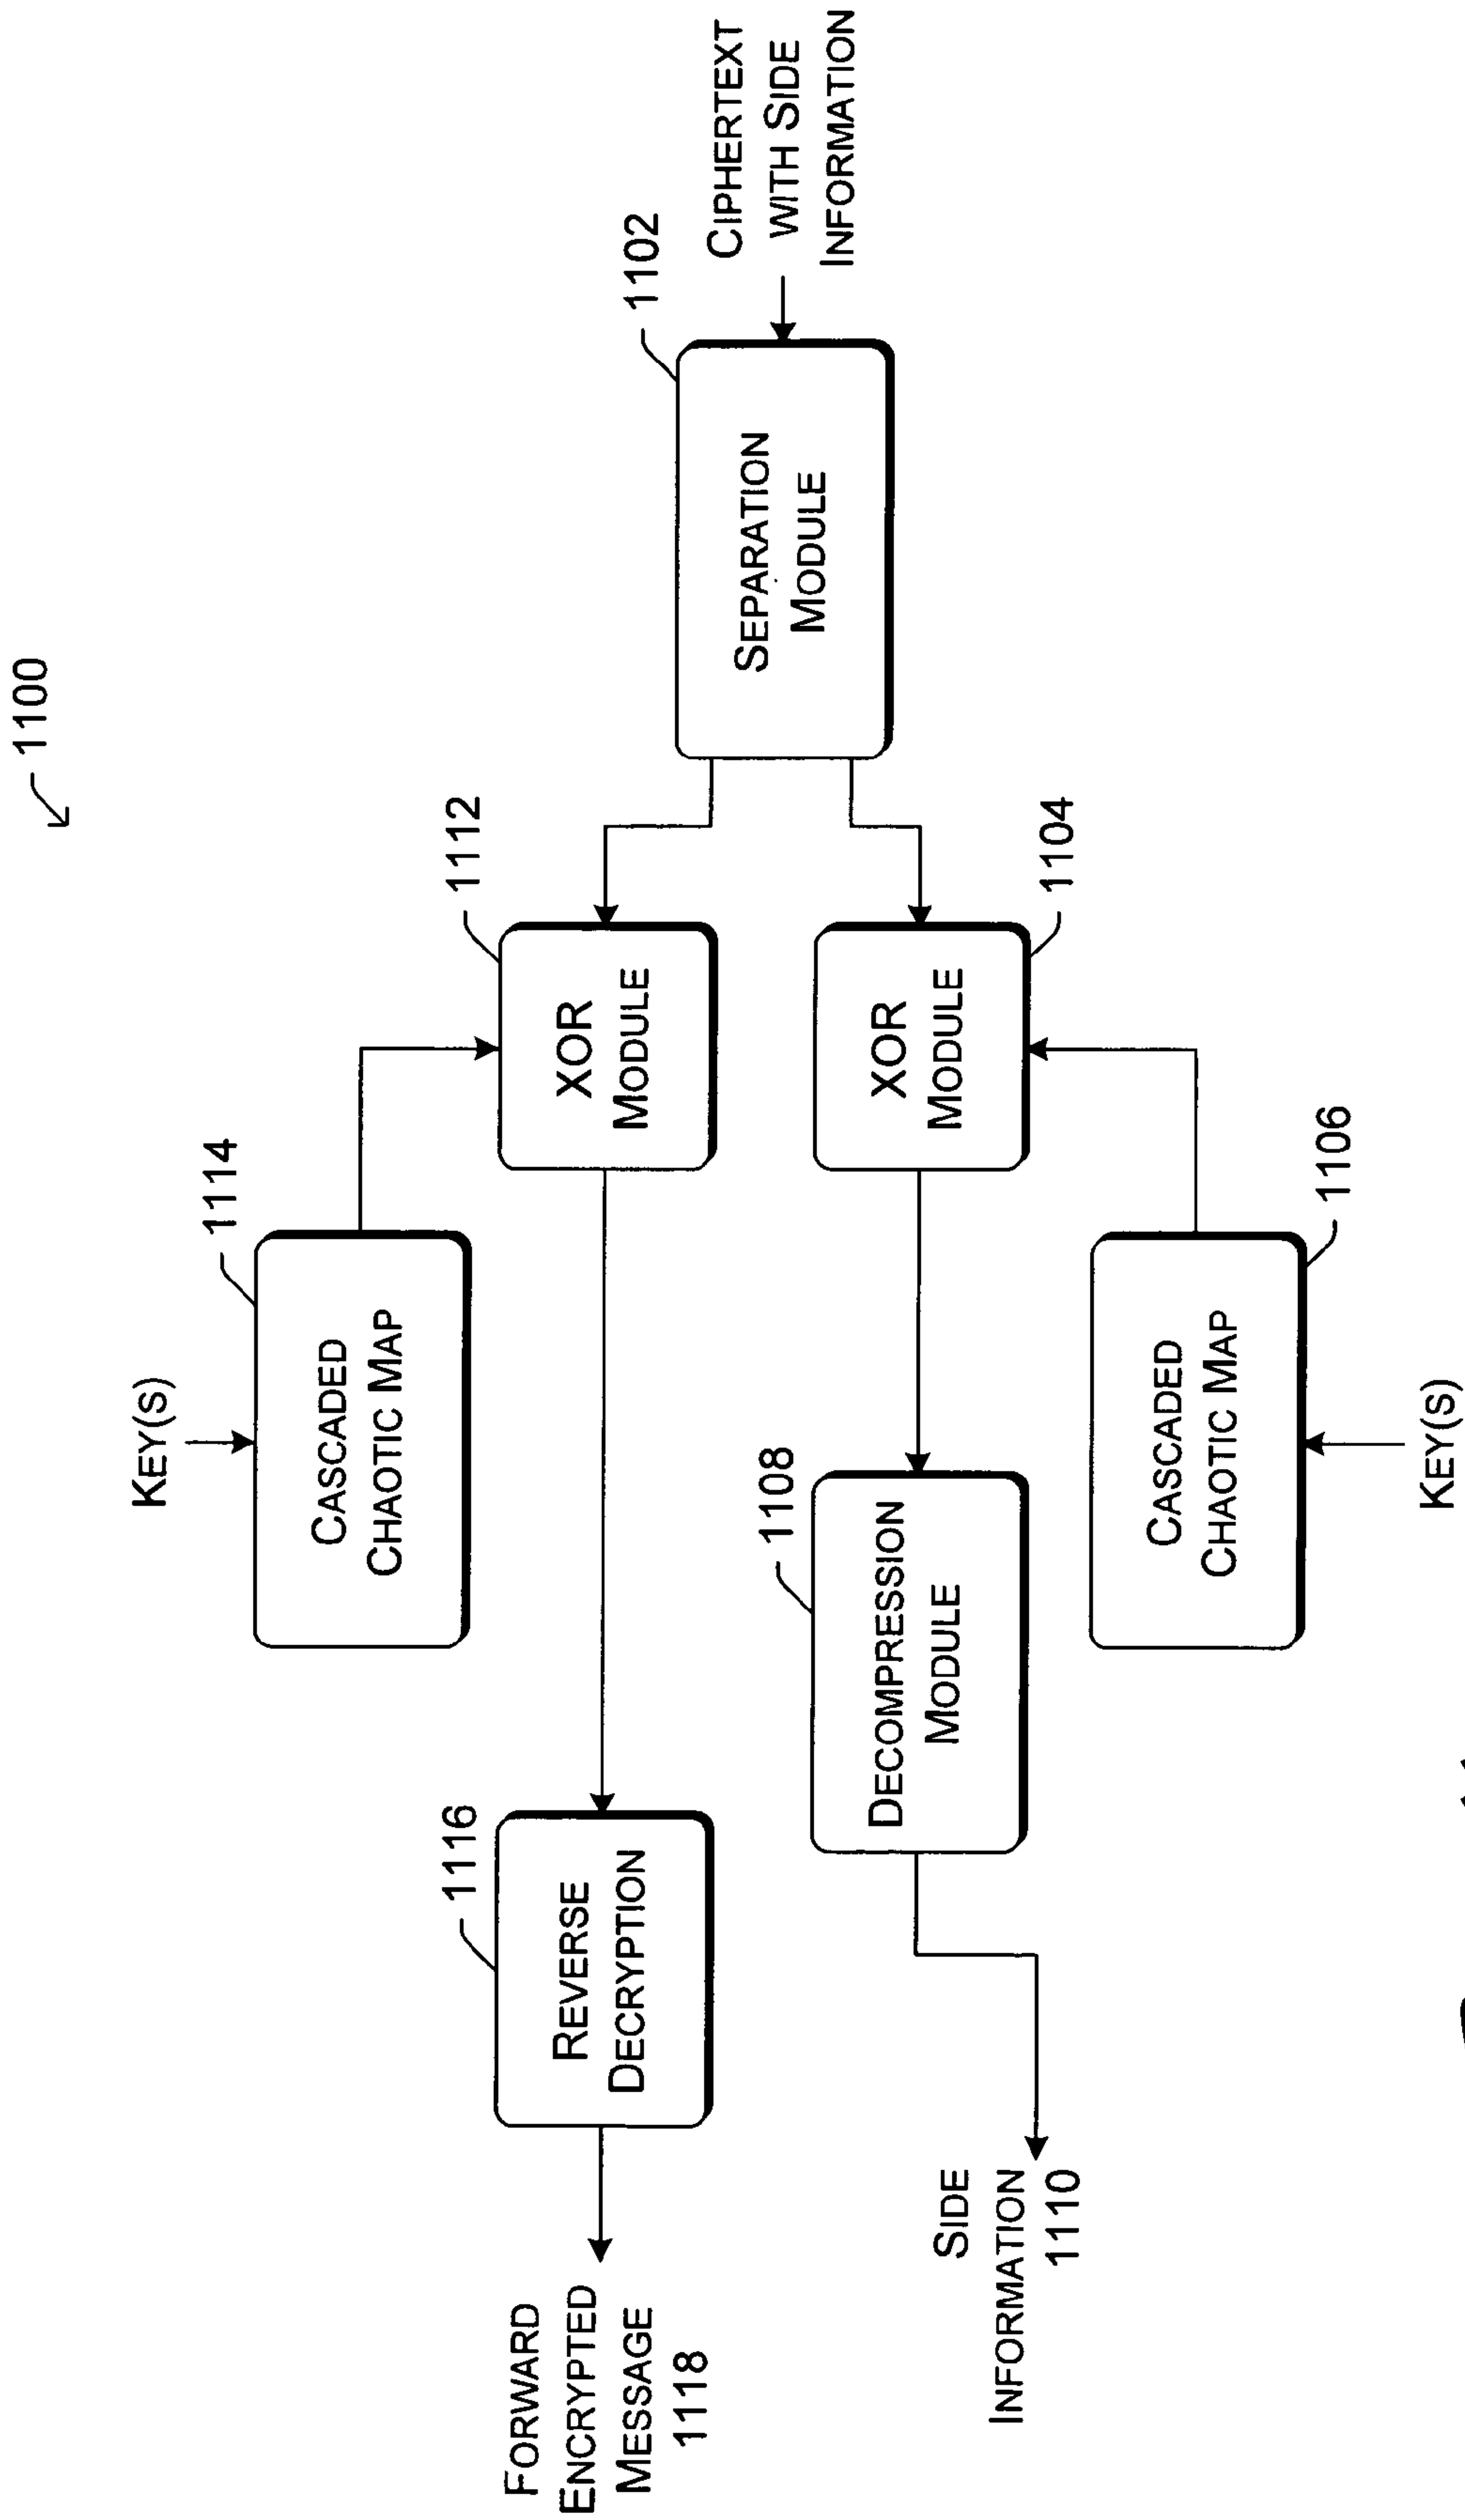 1100
KEY(S)
1114
CASCADED
CHAOTIC MAP
1112
XOR
MODULE
1116
REVERSE
DECRYPTION
FORWARD
ENCRYPTED
MESSAGE
1118
1102
CIPHERTEXT
WITH SIDE
INFORMATION
SEPARATION
MODULE
1104
XOR
MODULE
1108
DECOMPRESSION
MODULE
SIDE
INFORMATION
1110
1106
CASCADED
CHAOTIC MAP
KEY(S)